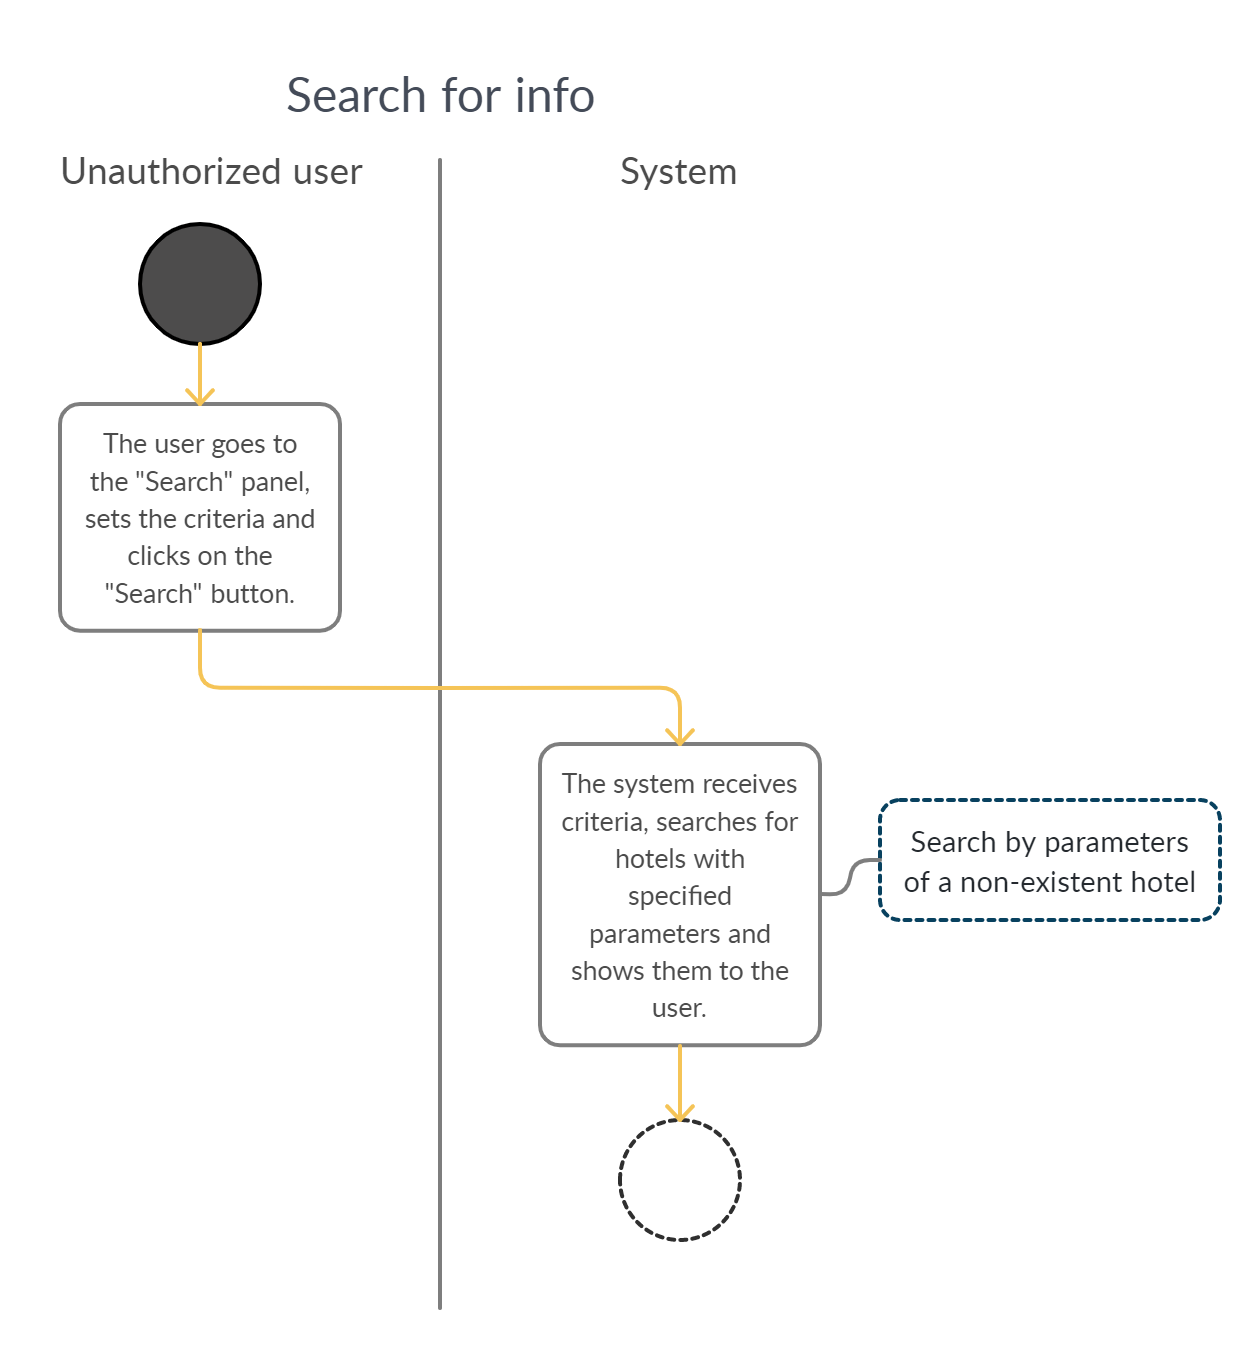 Search for info
Unauthorized user
System
The user goes to
the "Search" panel,
sets the criteria and
clicks on the
"Search" button.
The system receives
criteria, searches for
hotels with
specified
parameters and
shows them to the
user.
Search by parameters
of a non-existent hotel